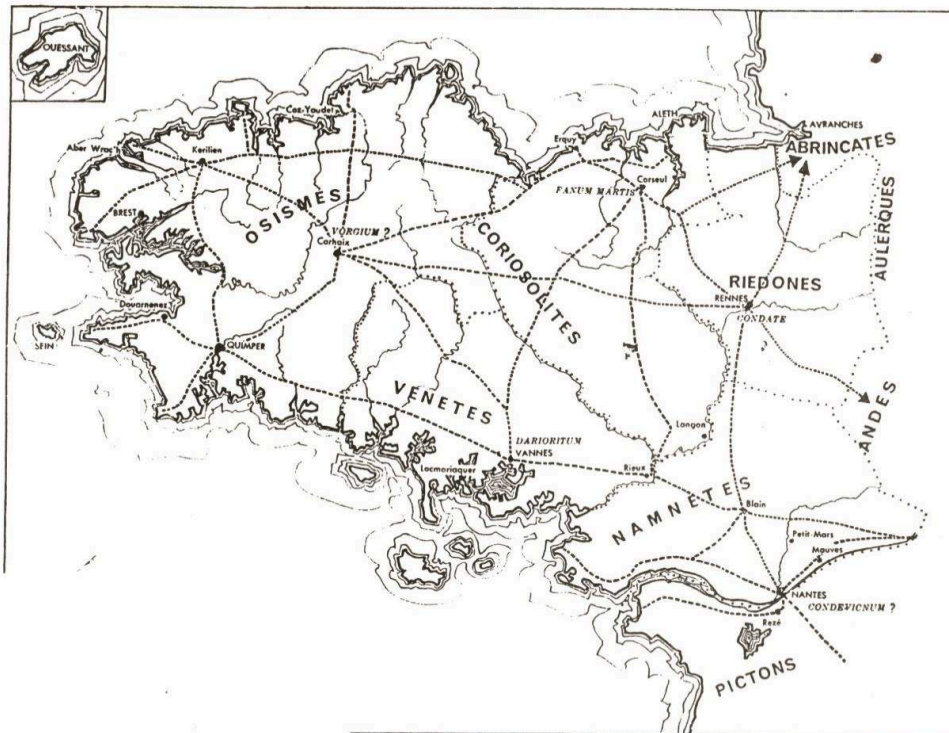 OUESSANT
Coz-Yaudet
ALETH
AVRANCHES
Aber Wrac'h
Kerilien
Erquy
ABRINCATES
Corseul
FANUM MARTIS
BREST
OSISMES
VORGIUM ?
Carhaix
CORIOSOLITES
AULERQUES
RIEDONES
RENNES
CONDATE
Douarnenez
SEIN
QUIMPER
VENETES
ANDES
Langon
DARIORITUM
VANNES
Locmariaquer
Rieux
NAMNETES
Blain
Petit-Mars
Mauves
NANTES
CONDEVICNUM ?
Rezé
PICTONS